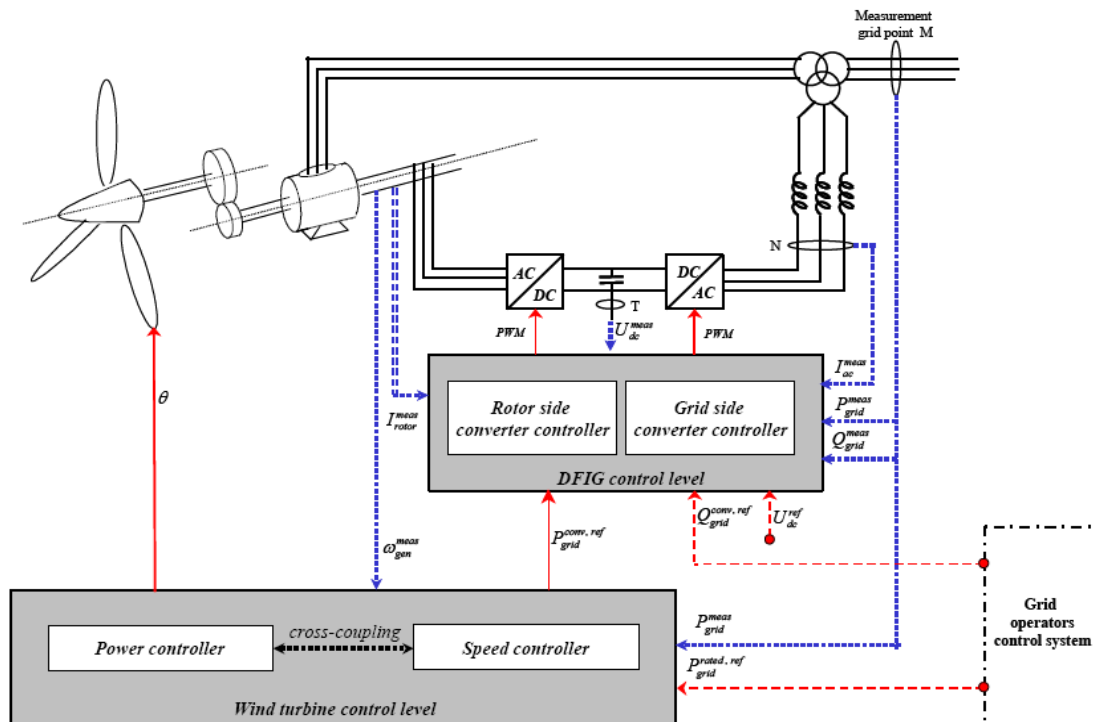 Measurement
grid point M
N
AC
DC
DC
AC
T
PWM
U_dc^meas
PWM
I_ac^meas
θ
P_grid^meas
I_rotor^meas
Rotor side
converter controller
Grid side
converter controller
Q_grid^meas
DFIG control level
Q_grid^conv, ref
U_dc^ref
ω_gen^meas
P_grid^conv, ref
Grid
operators
control system
cross-coupling
Power controller
Speed controller
P_grid^meas
P_grid^rated, ref
Wind turbine control level